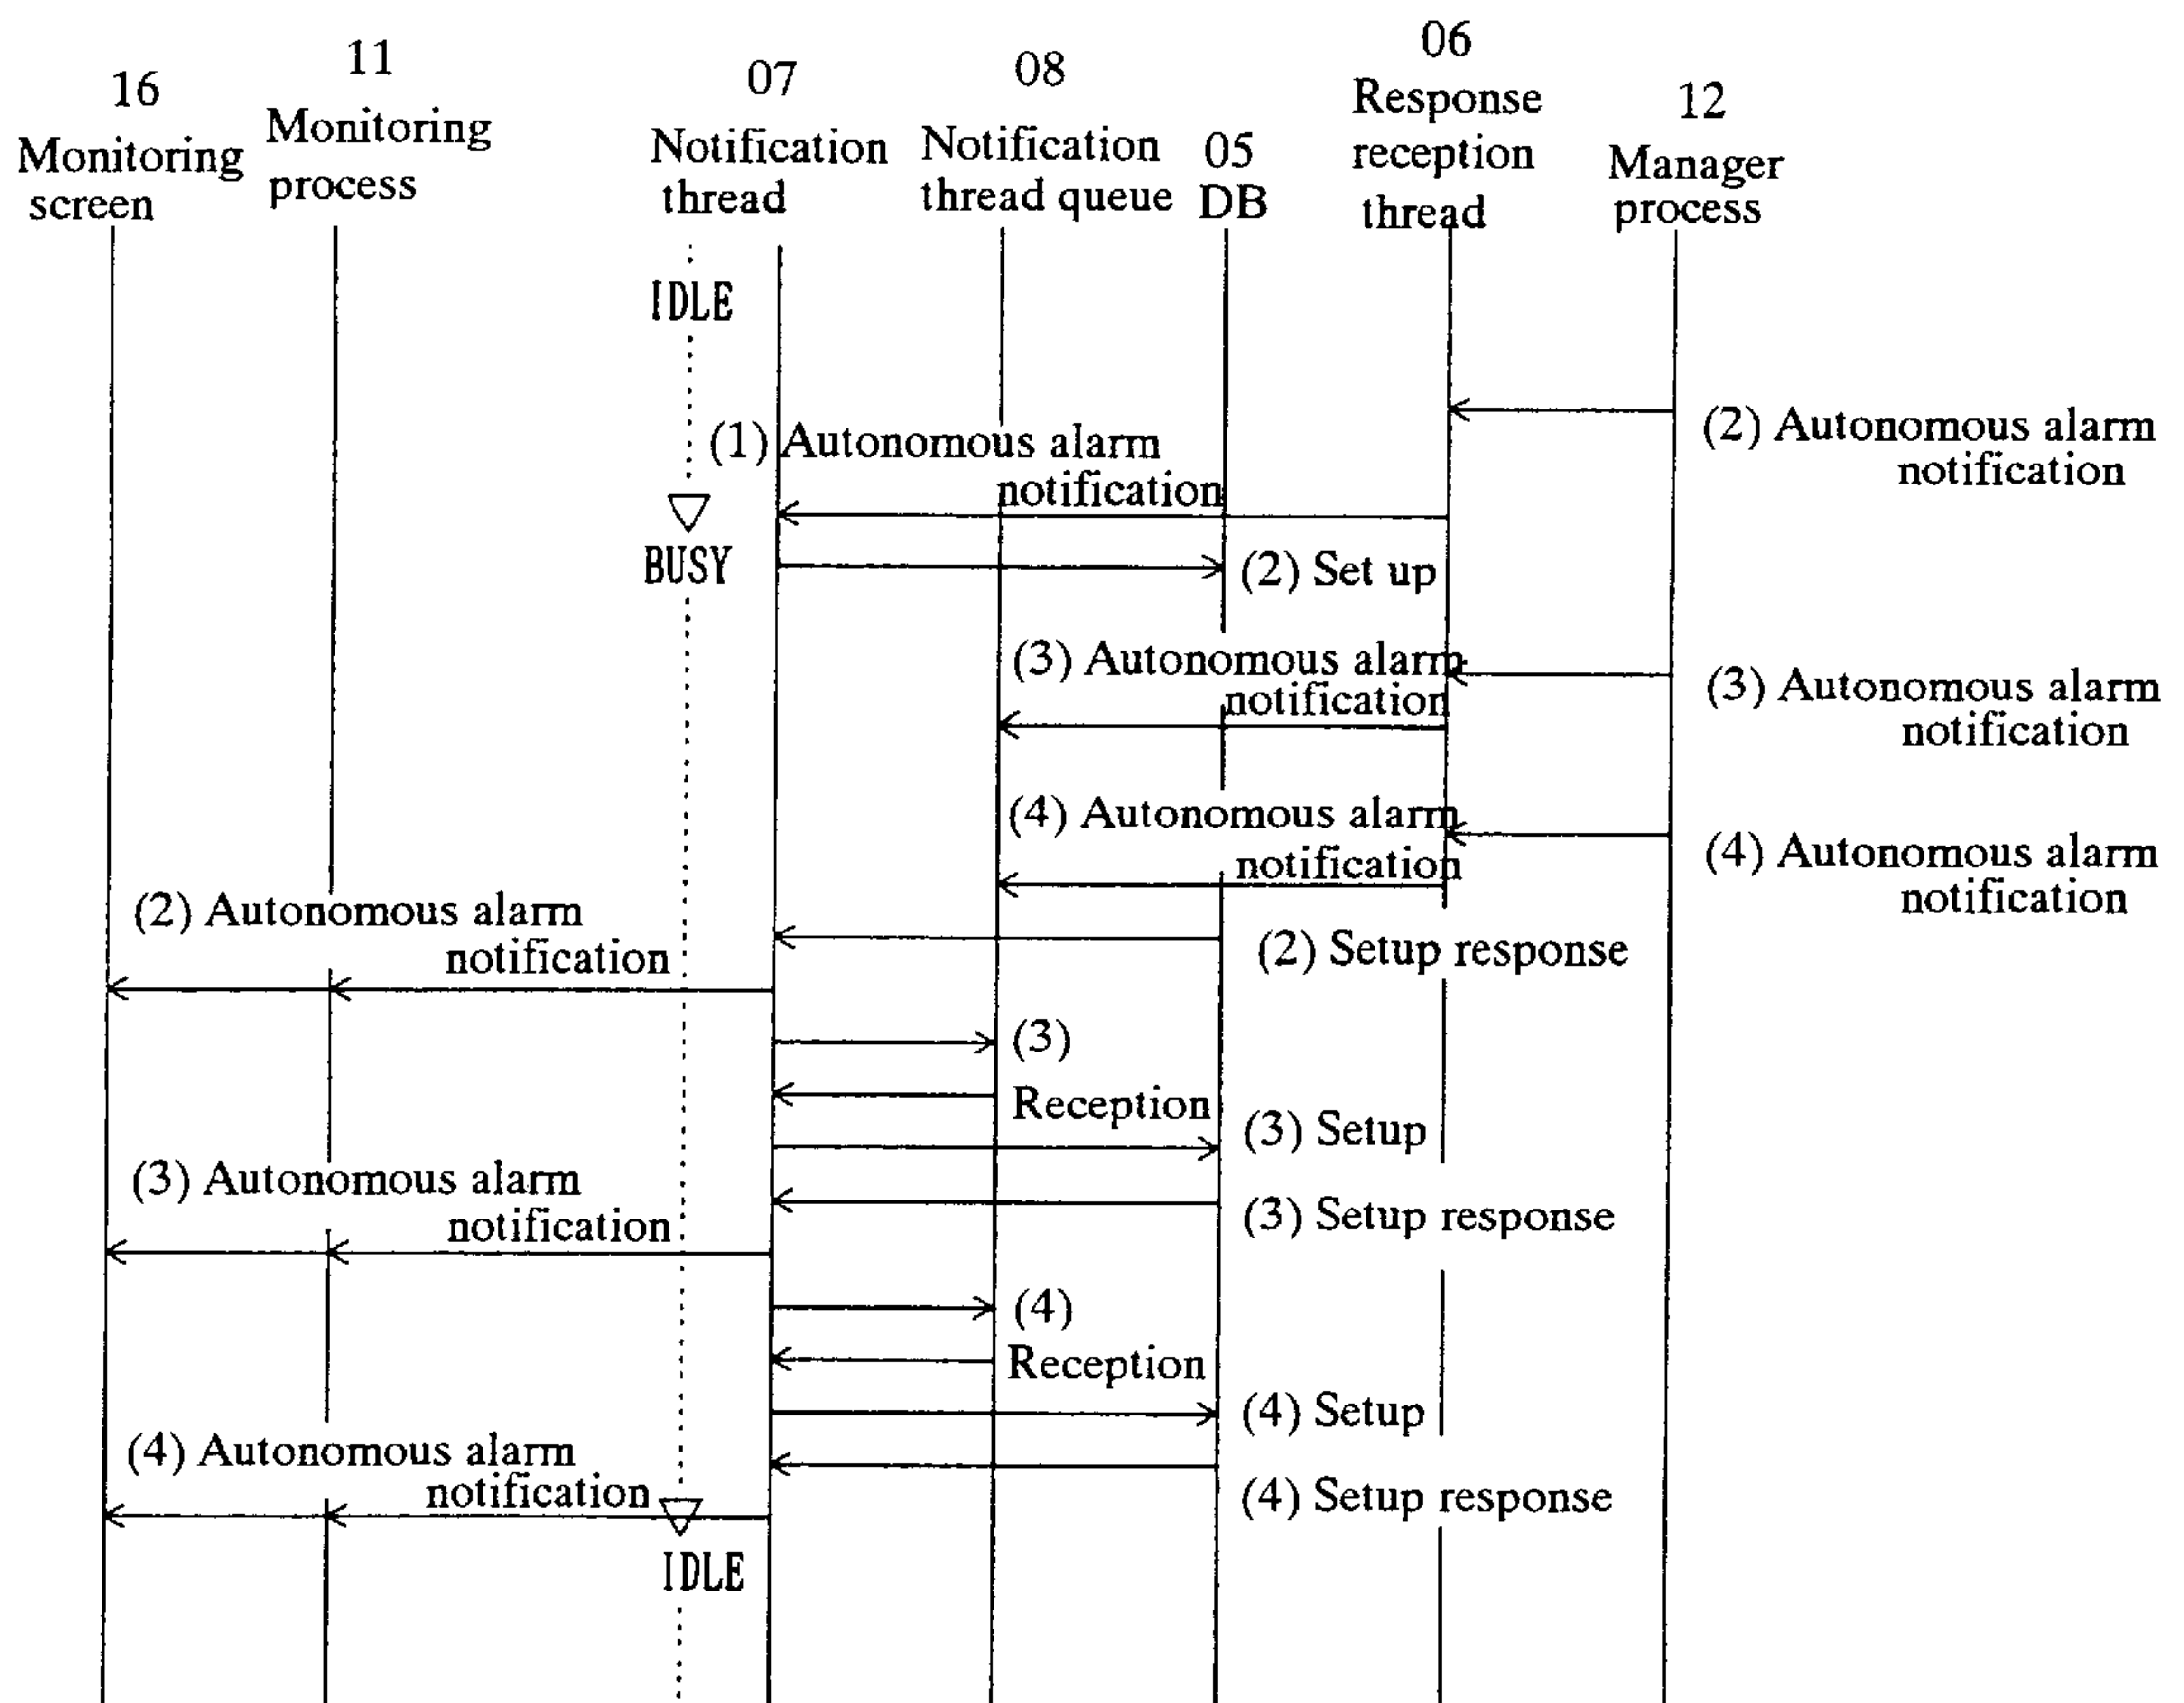 16
Monitoring
screen
11
Monitoring
process
07
Notification
thread
08
Notification
thread queue
05
DB
06
Response
reception
thread
12
Manager
process
IDLE
(2) Autonomous alarm
notification
(1) Autonomous alarm
notification
BUSY
(2) Set up
(3) Autonomous alarm
notification
(3) Autonomous alarm
notification
(4) Autonomous alarm
notification
(4) Autonomous alarm
notification
(2) Autonomous alarm
notification
(2) Setup response
(3)
Reception
(3) Setup
(3) Autonomous alarm
notification
(3) Setup response
(4)
Reception
(4) Setup
(4) Autonomous alarm
notification
(4) Setup response
IDLE